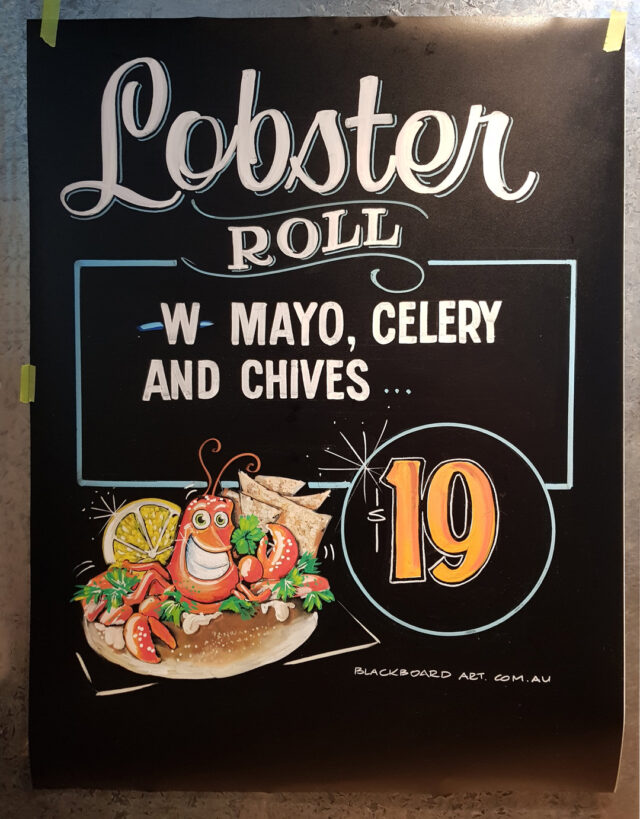 Lobster
ROLL
-W- MAYO, CELERY
AND CHIVES...
$19
BLACKBOARD ART.COM.AU